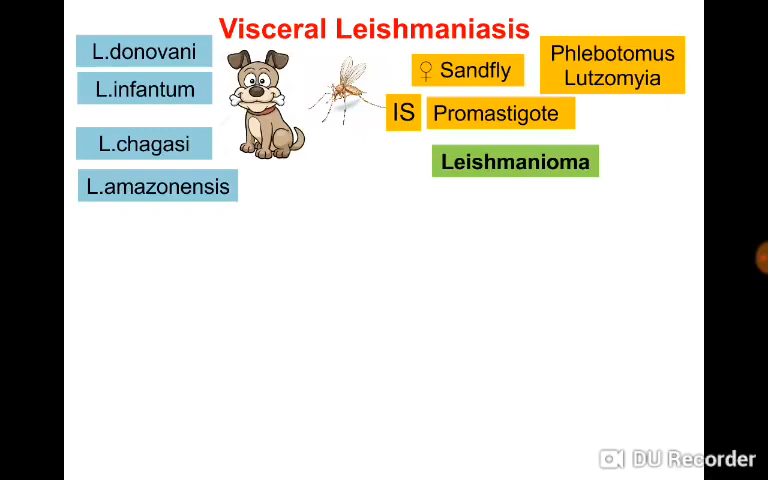 Visceral Leishmaniasis
L.donovani
L.infantum
L.chagasi
L.amazonensis
♀ Sandfly
Phlebotomus
Lutzomyia
IS
Promastigote
Leishmanioma
DU Recorder